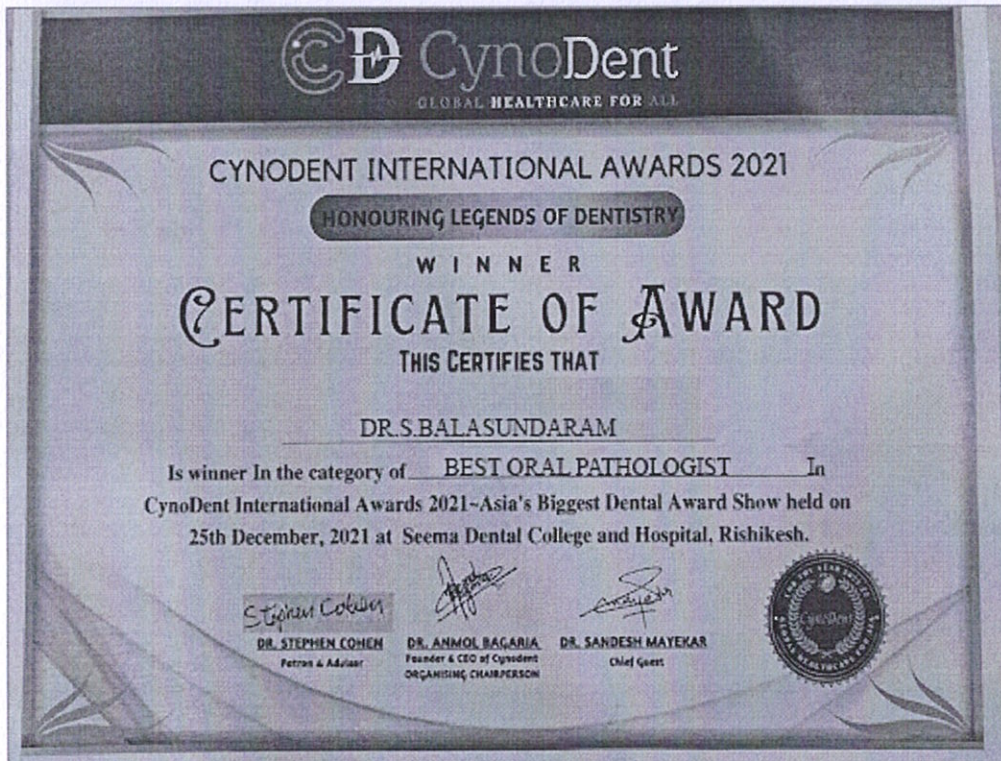 CD CynoDent
GLOBAL HEALTHCARE FOR ALL
CYNODENT INTERNATIONAL AWARDS 2021
HONOURING LEGENDS OF DENTISTRY
WINNER
CERTIFICATE OF AWARD
THIS CERTIFIES THAT
DR.S.BALASUNDARAM
Is winner In the category of BEST ORAL PATHOLOGIST In
CynoDent International Awards 2021~Asia's Biggest Dental Award Show held on
25th December, 2021 at Seema Dental College and Hospital, Rishikesh.
Stephen Cohen
DR. STEPHEN COHEN
Patron & Advisor
DR. ANMOL BAGARIA
Founder & CEO of Cynodent
ORGANISING CHAIRPERSON
DR. SANDESH MAYEKAR
Chief Guest
CynoDent